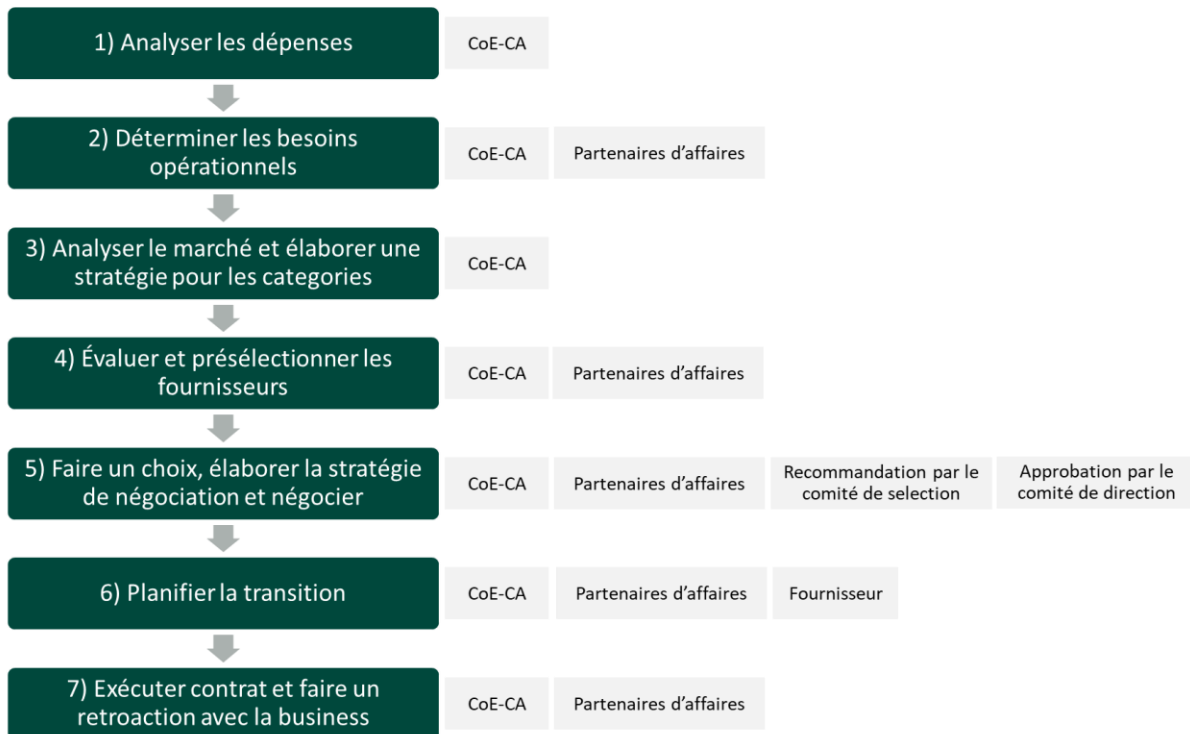 1) Analyser les dépenses
CoE-CA
2) Déterminer les besoins
opérationnels
CoE-CA
Partenaires d'affaires
3) Analyser le marché et élaborer une
stratégie pour les categories
CoE-CA
4) Évaluer et présélectionner les
fournisseurs
CoE-CA
Partenaires d'affaires
5) Faire un choix, élaborer la stratégie
de négociation et négocier
CoE-CA
Partenaires d'affaires
Recommandation par le
comité de selection
Approbation par le
comité de direction
6) Planifier la transition
CoE-CA
Partenaires d'affaires
Fournisseur
7) Exécuter contrat et faire un
retroaction avec la business
CoE-CA
Partenaires d'affaires